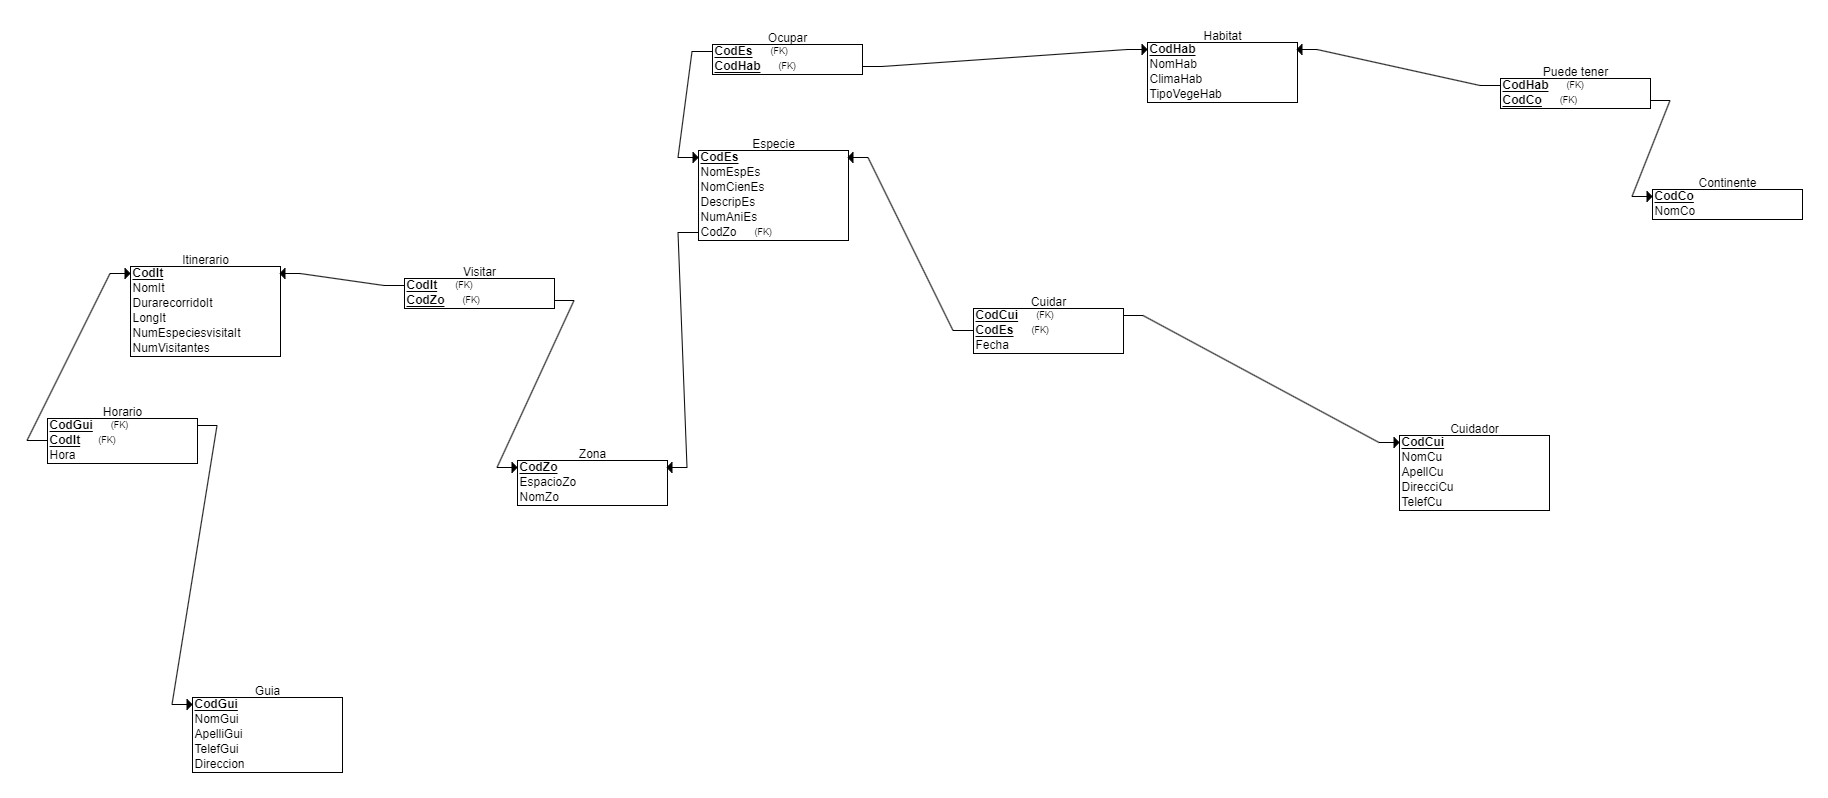 Ocupar
CodEs (FK)
CodHab (FK)
Habitat
CodHab
NomHab
ClimaHab
TipoVegeHab
Puede tener
CodHab (FK)
CodCo (FK)
Especie
CodEs
NomEspEs
NomCienEs
DescripEs
NumAniEs
CodZo (FK)
Continente
CodCo
NomCo
Itinerario
CodIt
NomIt
DurarecorridoIt
LongIt
NumEspeciesvisitaIt
NumVisitantes
Visitar
CodIt (FK)
CodZo (FK)
Cuidar
CodCui (FK)
CodEs (FK)
Fecha
Horario
CodGui (FK)
CodIt (FK)
Hora
Zona
CodZo
EspacioZo
NomZo
Cuidador
CodCui
NomCu
ApellCu
DirecciCu
TelefCu
Guia
CodGui
NomGui
ApelliGui
TelefGui
Direccion